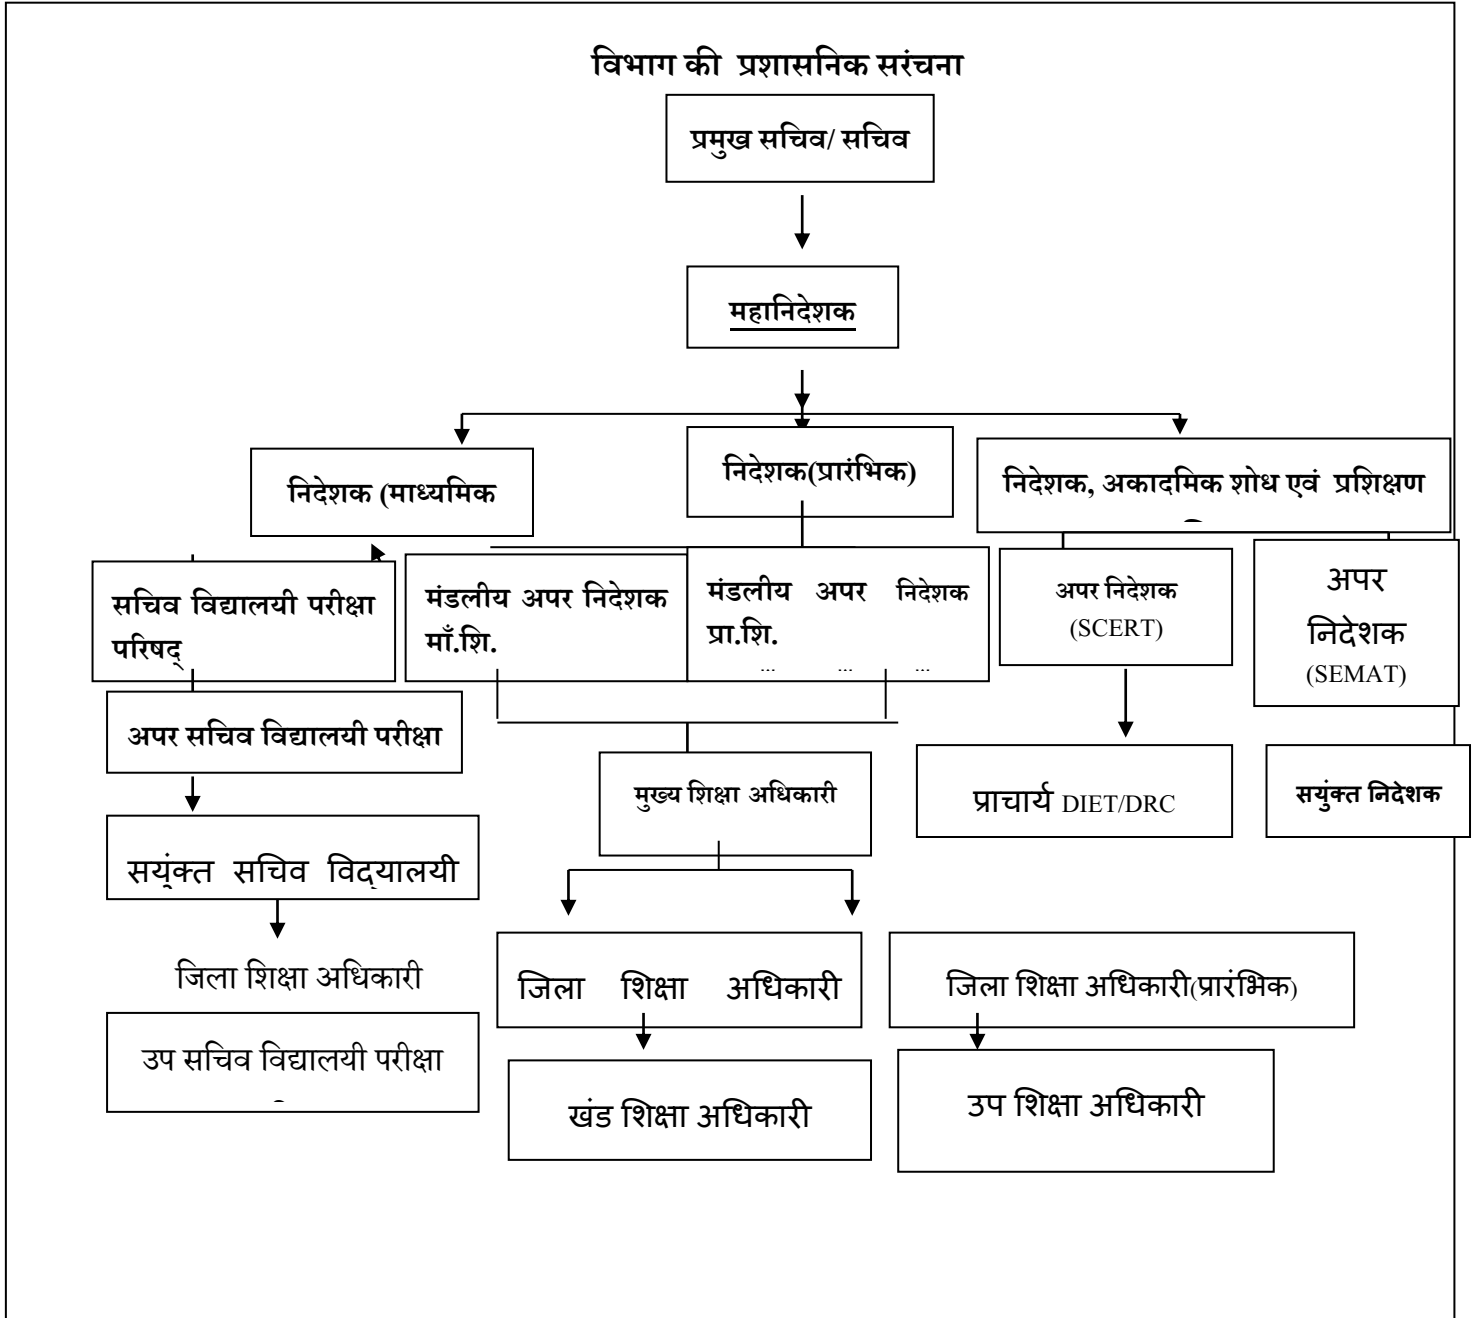 विभाग की प्रशासनिक सरंचना
प्रमुख सचिव/ सचिव
महानिदेशक
निदेशक (माध्यमिक
निदेशक(प्रारंभिक)
निदेशक, अकादमिक शोध एवं प्रशिक्षण
सचिव विद्यालयी परीक्षा
परिषद्
मंडलीय अपर निदेशक
माँ.शि.
मंडलीय अपर निदेशक
प्रा.शि.
... ... ...
अपर निदेशक
(SCERT)
अपर
निदेशक
(SEMAT)
अपर सचिव विद्यालयी परीक्षा
मुख्य शिक्षा अधिकारी
प्राचार्य DIET/DRC
सयुंक्त निदेशक
सयुंक्त सचिव विद्यालयी
जिला शिक्षा अधिकारी
जिला शिक्षा अधिकारी
जिला शिक्षा अधिकारी(प्रारंभिक)
उप सचिव विद्यालयी परीक्षा
खंड शिक्षा अधिकारी
उप शिक्षा अधिकारी